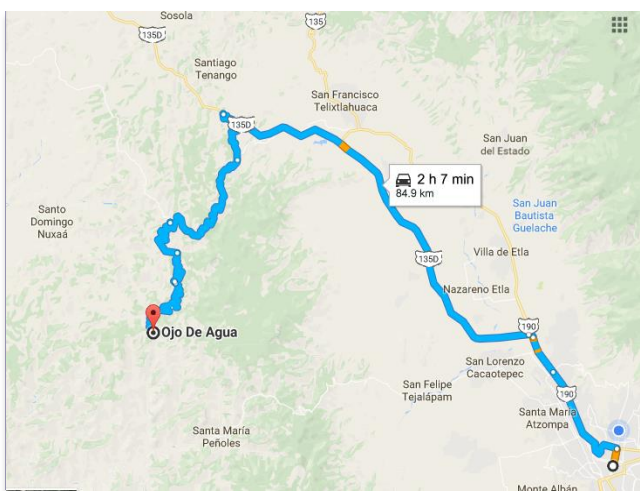 Sosola
135D
135
Santiago
Tenango
San Francisco
Telixtlahuaca
135D
San Juan
del Estado
2 h 7 min
84.9 km
Santo
Domingo
Nuxaá
San Juan
Bautista
Guelache
Villa de Etla
135D
Nazareno Etla
Ojo De Agua
190
San Lorenzo
Cacaotepec
San Felipe
Tejalápam
190
Santa María
Atzompa
Santa María
Peñoles
Monte Albán